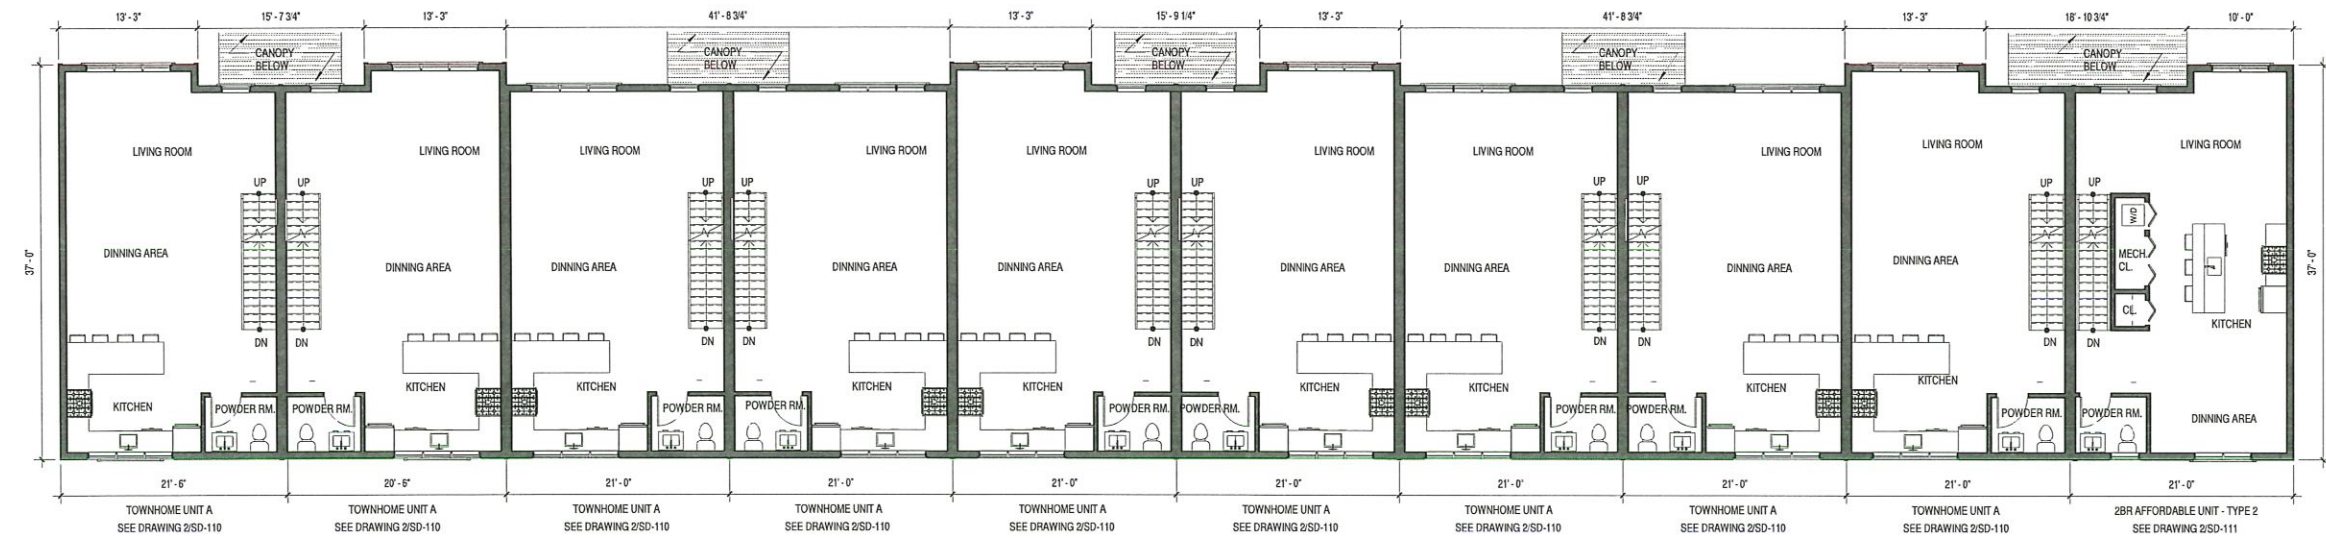 13' - 3" 15' - 7 3/4" 13' - 3" 41' - 8 3/4" 13' - 3" 15' - 9 1/4" 13' - 3" 41' - 8 3/4" 13' - 3" 18' - 10 3/4" 10' - 0"
CANOPY CANOPY CANOPY CANOPY CANOPY
BELOW BELOW BELOW BELOW BELOW
LIVING ROOM LIVING ROOM LIVING ROOM LIVING ROOM LIVING ROOM LIVING ROOM LIVING ROOM LIVING ROOM LIVING ROOM LIVING ROOM
UP UP UP UP UP UP UP UP UP UP
W/D
37' - 0" DINNING AREA DINNING AREA DINNING AREA DINNING AREA DINNING AREA DINNING AREA DINNING AREA DINNING AREA DINNING AREA MECH. 37' - 0"
CL.
CL.
KITCHEN
DN DN DN DN DN DN DN DN DN DN
KITCHEN KITCHEN KITCHEN KITCHEN KITCHEN KITCHEN KITCHEN KITCHEN KITCHEN
POWDER RM. POWDER RM. POWDER RM. POWDER RM. POWDER RM. POWDER RM. POWDER RM. POWDER RM. POWDER RM. POWDER RM. DINNING AREA
21' - 6" 20' - 6" 21' - 0" 21' - 0" 21' - 0" 21' - 0" 21' - 0" 21' - 0" 21' - 0" 21' - 0"
TOWNHOME UNIT A TOWNHOME UNIT A TOWNHOME UNIT A TOWNHOME UNIT A TOWNHOME UNIT A TOWNHOME UNIT A TOWNHOME UNIT A TOWNHOME UNIT A TOWNHOME UNIT A 2BR AFFORDABLE UNIT - TYPE 2
SEE DRAWING 2/SD-110 SEE DRAWING 2/SD-110 SEE DRAWING 2/SD-110 SEE DRAWING 2/SD-110 SEE DRAWING 2/SD-110 SEE DRAWING 2/SD-110 SEE DRAWING 2/SD-110 SEE DRAWING 2/SD-110 SEE DRAWING 2/SD-110 SEE DRAWING 2/SD-111